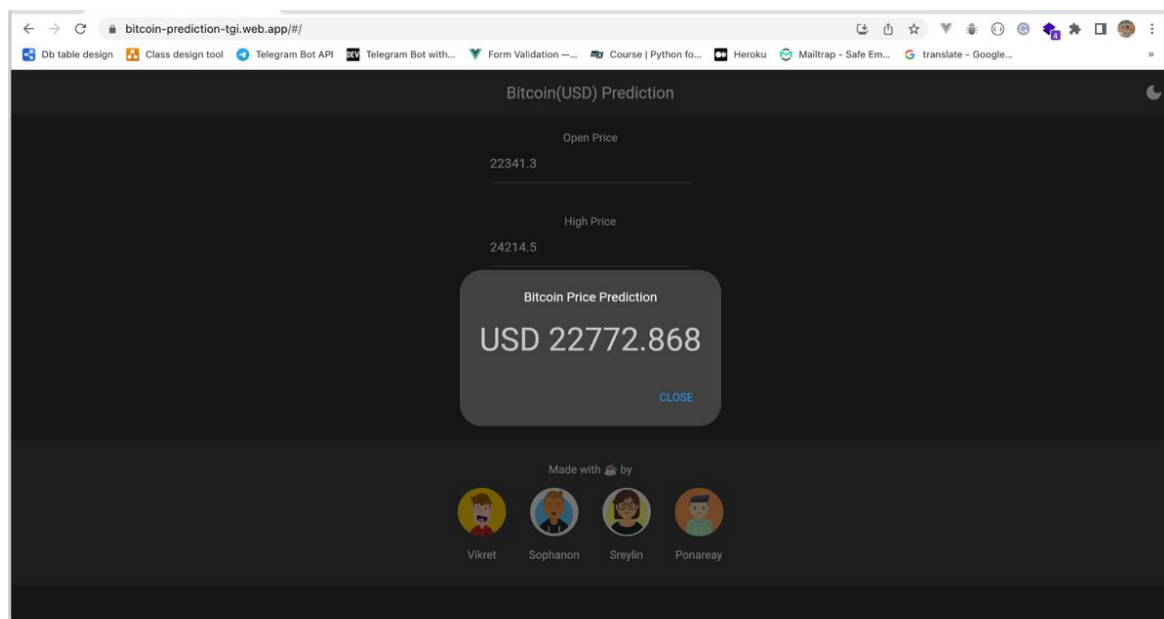 bitcoin-prediction-tgi.web.app/#/
Db table design Class design tool Telegram Bot API DEV Telegram Bot with... Form Validation —... Course | Python fo... Heroku Mailtrap - Safe Em... translate - Google... »
Bitcoin(USD) Prediction
Open Price
22341.3
High Price
24214.5
Bitcoin Price Prediction
USD 22772.868
CLOSE
Made with ☕ by
Vikret Sophanon Sreylin Ponareay